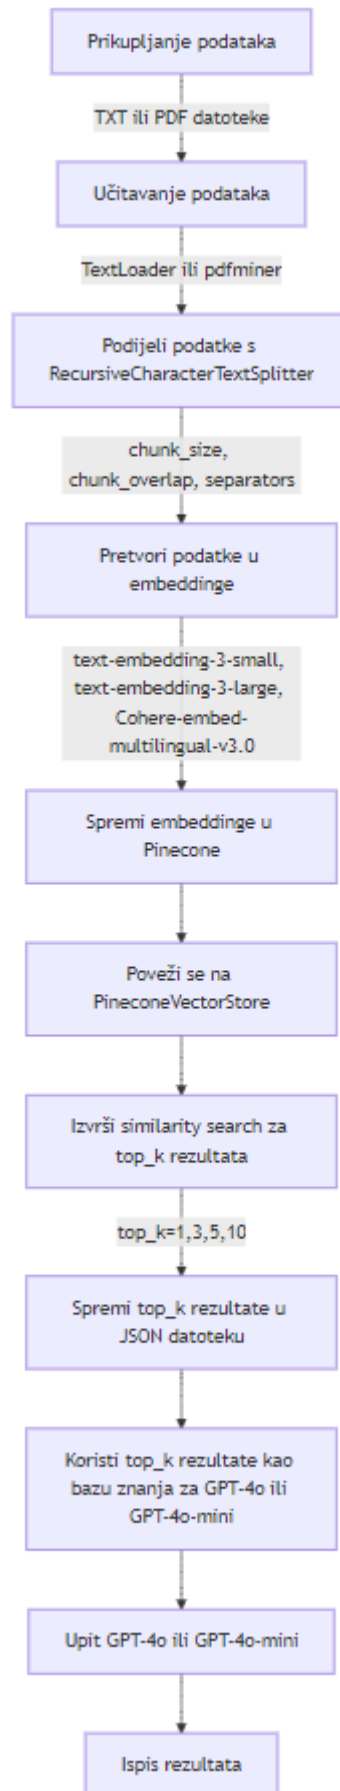 Prikupljanje podataka
TXT ili PDF datoteke
Učitavanje podataka
TextLoader ili pdfminer
Podijeli podatke s
RecursiveCharacterTextSplitter
chunk_size,
chunk_overlap, separators
Pretvori podatke u
embeddinge
text-embedding-3-small,
text-embedding-3-large,
Cohere-embed-
multilingual-v3.0
Spremi embeddinge u
Pinecone
Poveži se na
PineconeVectorStore
Izvrši similarity search za
top_k rezultata
top_k=1,3,5,10
Spremi top_k rezultate u
JSON datoteku
Koristi top_k rezultate kao
bazu znanja za GPT-4o ili
GPT-4o-mini
Upit GPT-4o ili GPT-4o-mini
Ispis rezultata